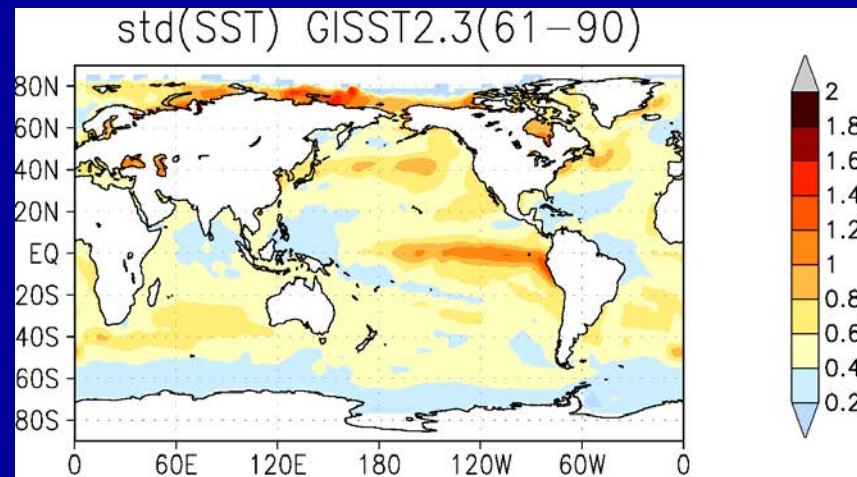 std(SST) GISST2.3(61-90)
80N
60N
40N
20N
EQ
20S
40S
60S
80S
0 60E 120E 180 120W 60W 0
2
1.8
1.6
1.4
1.2
1
0.8
0.6
0.4
0.2